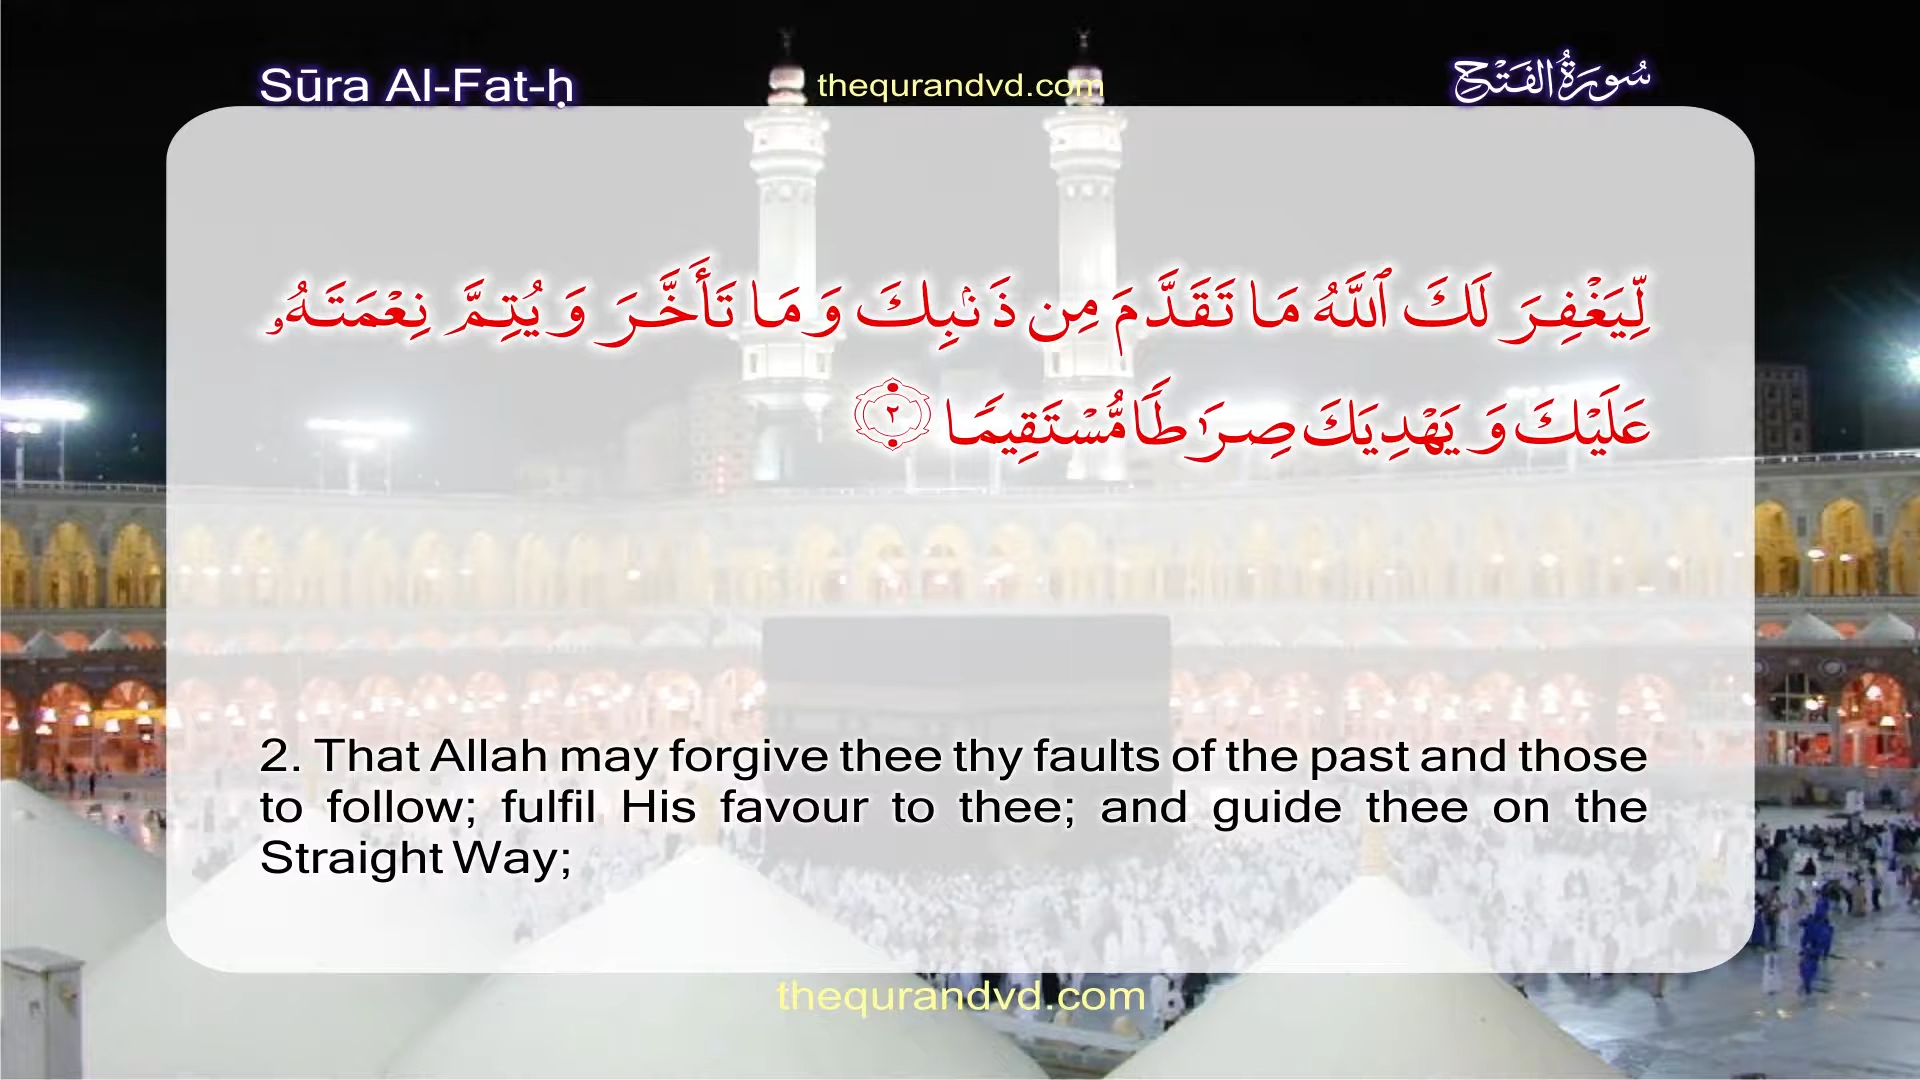 Sūra Al-Fat-ḥ
thequrandvd.com
سُورَةُ الفَتْح
لِّيَغْفِرَ لَكَ ٱللَّهُ مَا تَقَدَّمَ مِن ذَنۢبِكَ وَمَا تَأَخَّرَ وَيُتِمَّ نِعْمَتَهُۥ
عَلَيْكَ وَيَهْدِيَكَ صِرَٰطًا مُّسْتَقِيمًا ٢
2. That Allah may forgive thee thy faults of the past and those
to follow; fulfil His favour to thee; and guide thee on the
Straight Way;
thequrandvd.com